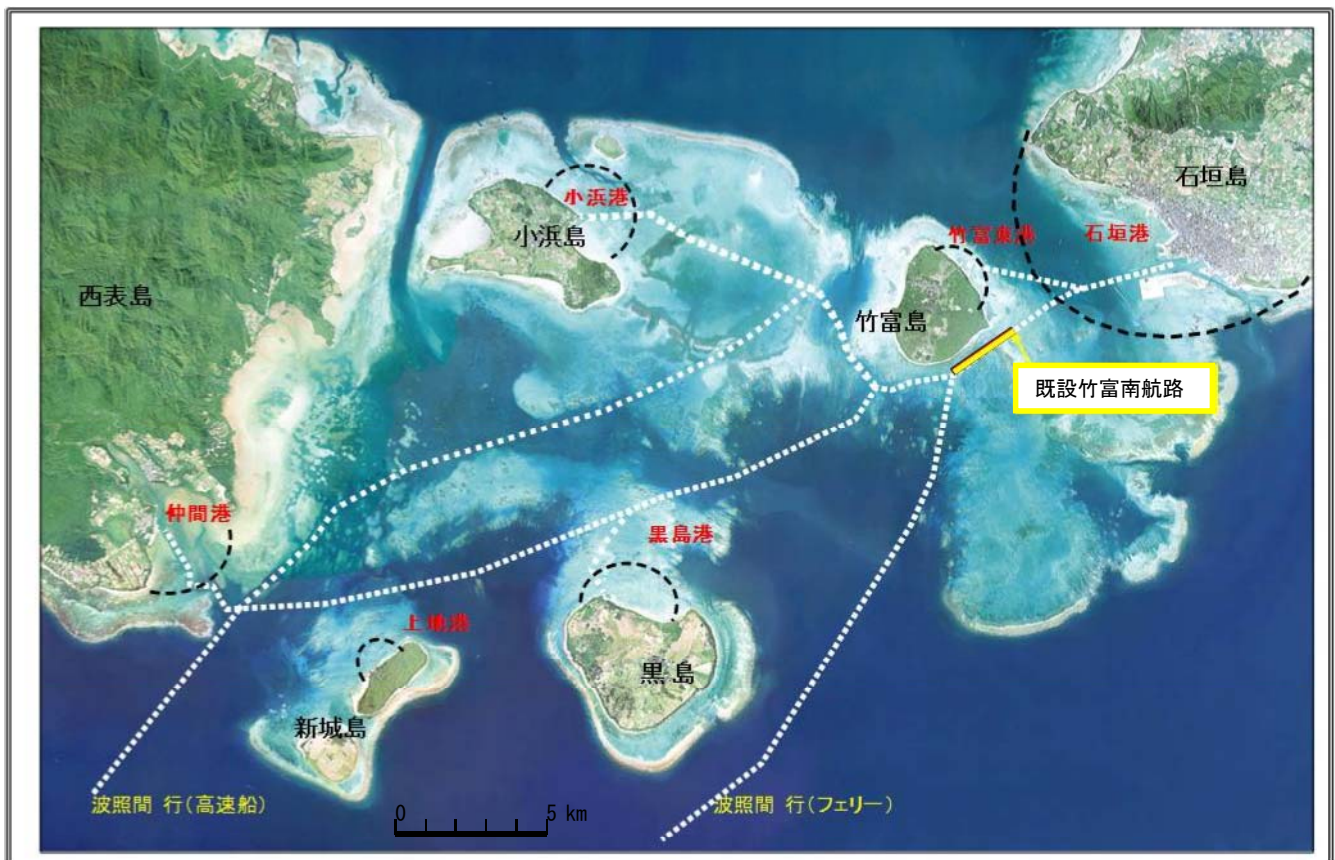 石垣島
小浜港
小浜島
竹富東港
石垣港
西表島
竹富島
既設竹富南航路
仲間港
黒島港
上地港
黒島
新城島
波照間 行(高速船)
0 5 km
波照間 行(フェリー)